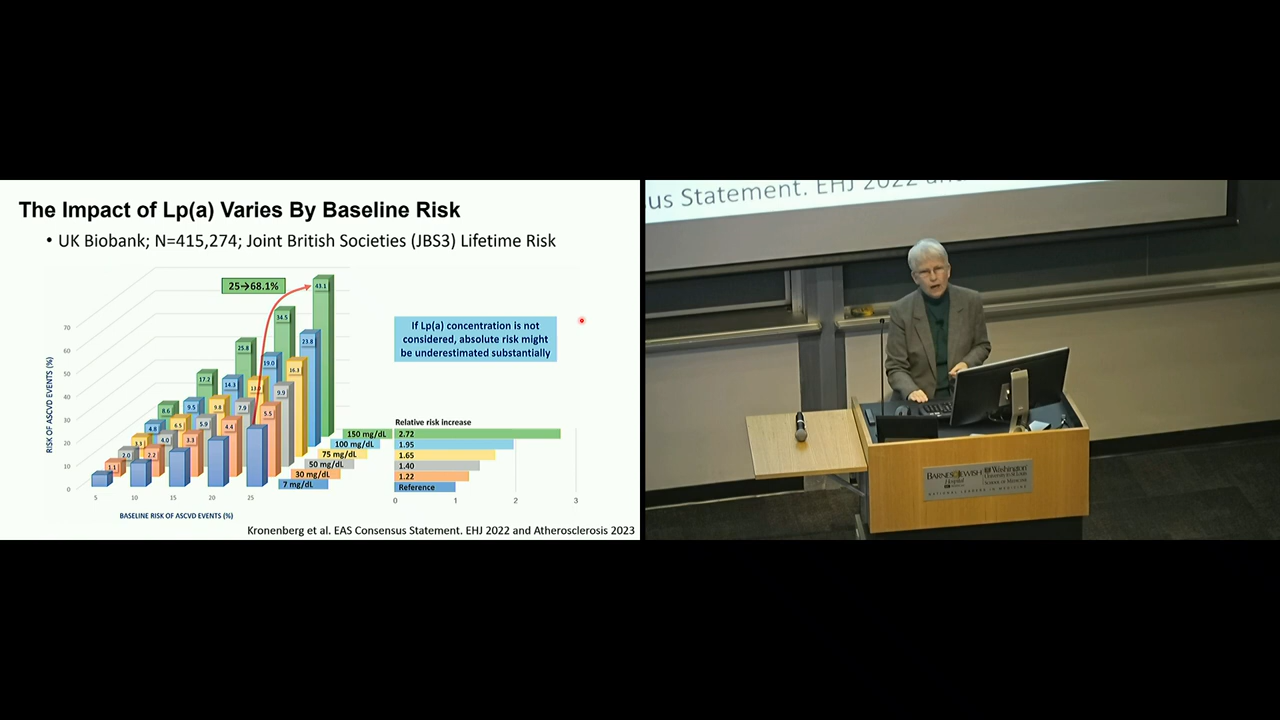 The Impact of Lp(a) Varies By Baseline Risk
• UK Biobank; N=415,274; Joint British Societies (JBS3) Lifetime Risk
25→68.1%
43.1
34.5
23.8
25.8
19.0
16.3
17.2
14.3
9.9
8.6
9.5
9.8
7.9
5.5
4.8
6.5
5.9
4.4
3.3
4.0
3.3
2.0
2.2
1.1
70
60
50
40
30
20
10
0
RISK OF ASCVD EVENTS (%)
5 10 15 20 25
BASELINE RISK OF ASCVD EVENTS (%)
If Lp(a) concentration is not
considered, absolute risk might
be underestimated substantially
Relative risk increase
150 mg/dL 2.72
100 mg/dL 1.95
75 mg/dL 1.65
50 mg/dL 1.40
30 mg/dL 1.22
7 mg/dL Reference
0 1 2 3
Kronenberg et al. EAS Consensus Statement. EHJ 2022 and Atherosclerosis 2023
us Statement. EHJ 2022 an
BARNES JEWISH
Hospital
Washington
University in St. Louis
School of Medicine
NATIONAL LEADERS IN MEDICINE